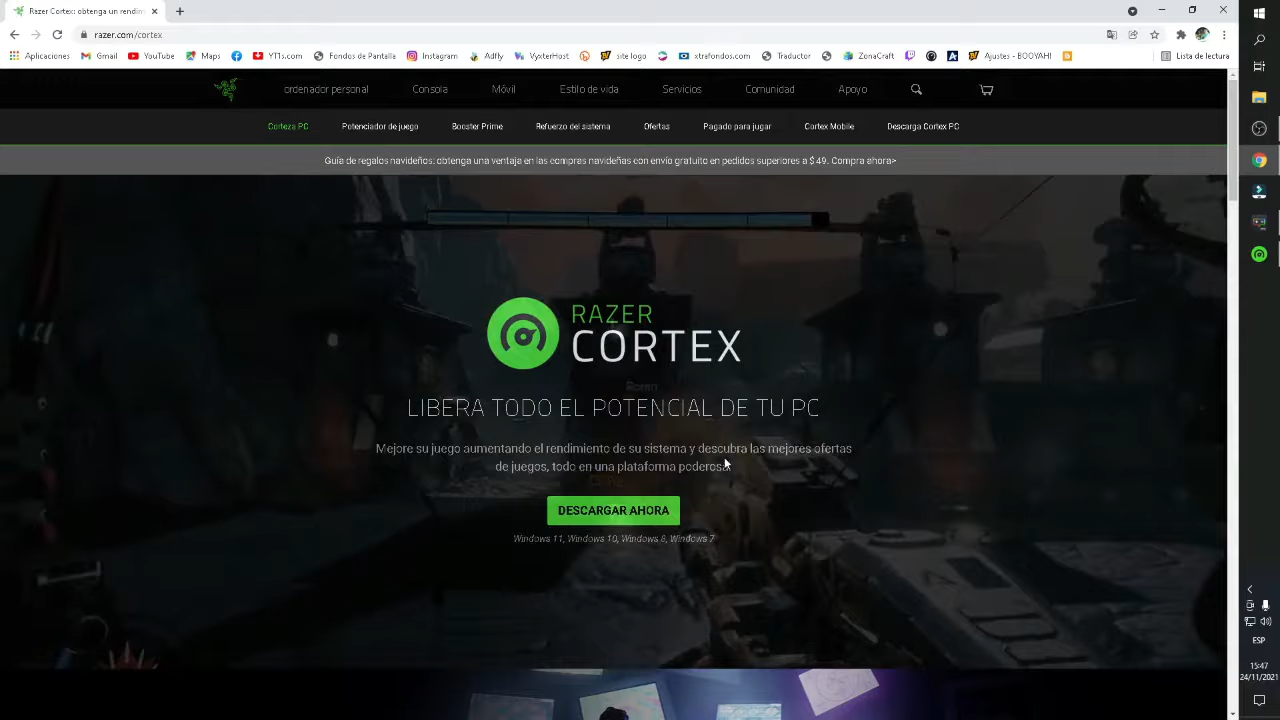 Razer Cortex: obtenga un rendim
razer.com/cortex
Aplicaciones
Gmail
YouTube
Maps
Y11s.com
Fondos de Pantalla
Instagram
Adfly
VyxterHost
site logo
xtrafondos.com
Traductor
ZonaCraft
Ajustes - BOOYAH!
Lista de lectura
ordenador personal
Consola
Móvil
Estilo de vida
Servicios
Comunidad
Apoyo
Corteza PC
Potenciador de juego
Booster Prime
Refuerzo del sistema
Ofertas
Pagado para jugar
Cortex Mobile
Descarga Cortex PC
Guía de regalos navideños: obtenga una ventaja en las compras navideñas con envío gratuito en pedidos superiores a $ 49. Compra ahora>
RAZER
CORTEX
LIBERA TODO EL POTENCIAL DE TU PC
Mejore su juego aumentando el rendimiento de su sistema y descubra las mejores ofertas
de juegos, todo en una plataforma poderosa.
DESCARGAR AHORA
Windows 11, Windows 10, Windows 8, Windows 7
ESP
15:47
24/11/2021